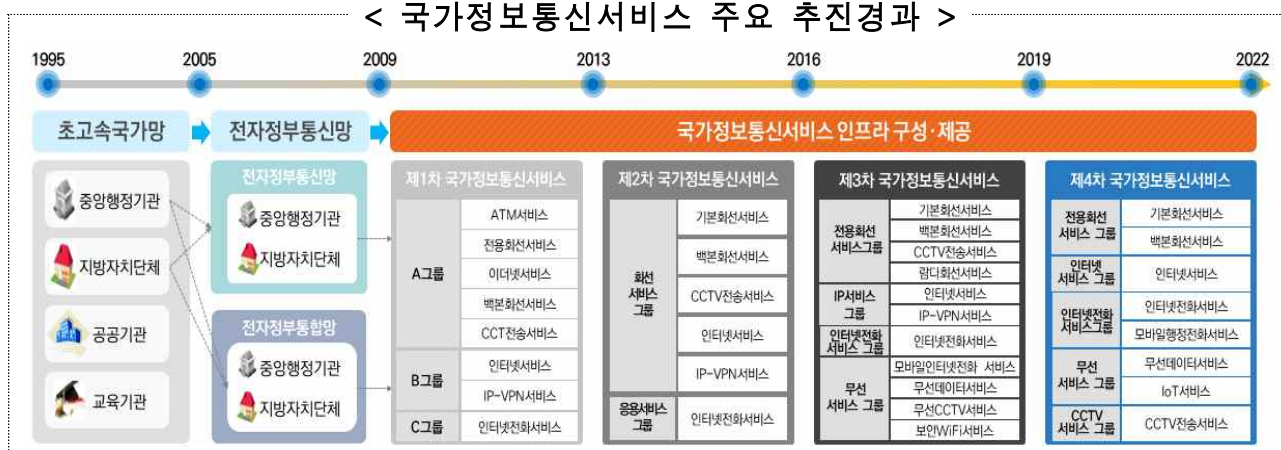 < 국가정보통신서비스 주요 추진경과 >
1995 2005 2009 2013 2016 2019 2022
초고속국가망 전자정부통신망 국가정보통신서비스 인프라 구성·제공
중앙행정기관
지방자치단체
공공기관
교육기관
전자정부통신망
중앙행정기관
지방자치단체
전자정부통합망
중앙행정기관
지방자치단체
제1차 국가정보통신서비스
A그룹
ATM서비스
전용회선서비스
이더넷서비스
백본회선서비스
CCT전송서비스
B그룹
인터넷서비스
IP-VPN서비스
C그룹
인터넷전화서비스
제2차 국가정보통신서비스
회선
서비스
그룹
기본회선서비스
백본회선서비스
CCTV전송서비스
인터넷서비스
IP-VPN서비스
응용서비스
그룹
인터넷전화서비스
제3차 국가정보통신서비스
전용회선
서비스그룹
기본회선서비스
백본회선서비스
CCTV전송서비스
람다회선서비스
IP서비스
그룹
인터넷서비스
IP-VPN서비스
인터넷전화
서비스 그룹
인터넷전화서비스
무선
서비스 그룹
모바일인터넷전화 서비스
무선데이터서비스
무선CCTV서비스
보안WiFi서비스
제4차 국가정보통신서비스
전용회선
서비스 그룹
기본회선서비스
백본회선서비스
인터넷
서비스 그룹
인터넷서비스
인터넷전화
서비스그룹
인터넷전화서비스
모바일행정전화서비스
무선
서비스 그룹
무선데이터서비스
IoT서비스
CCTV
서비스 그룹
CCTV전송서비스